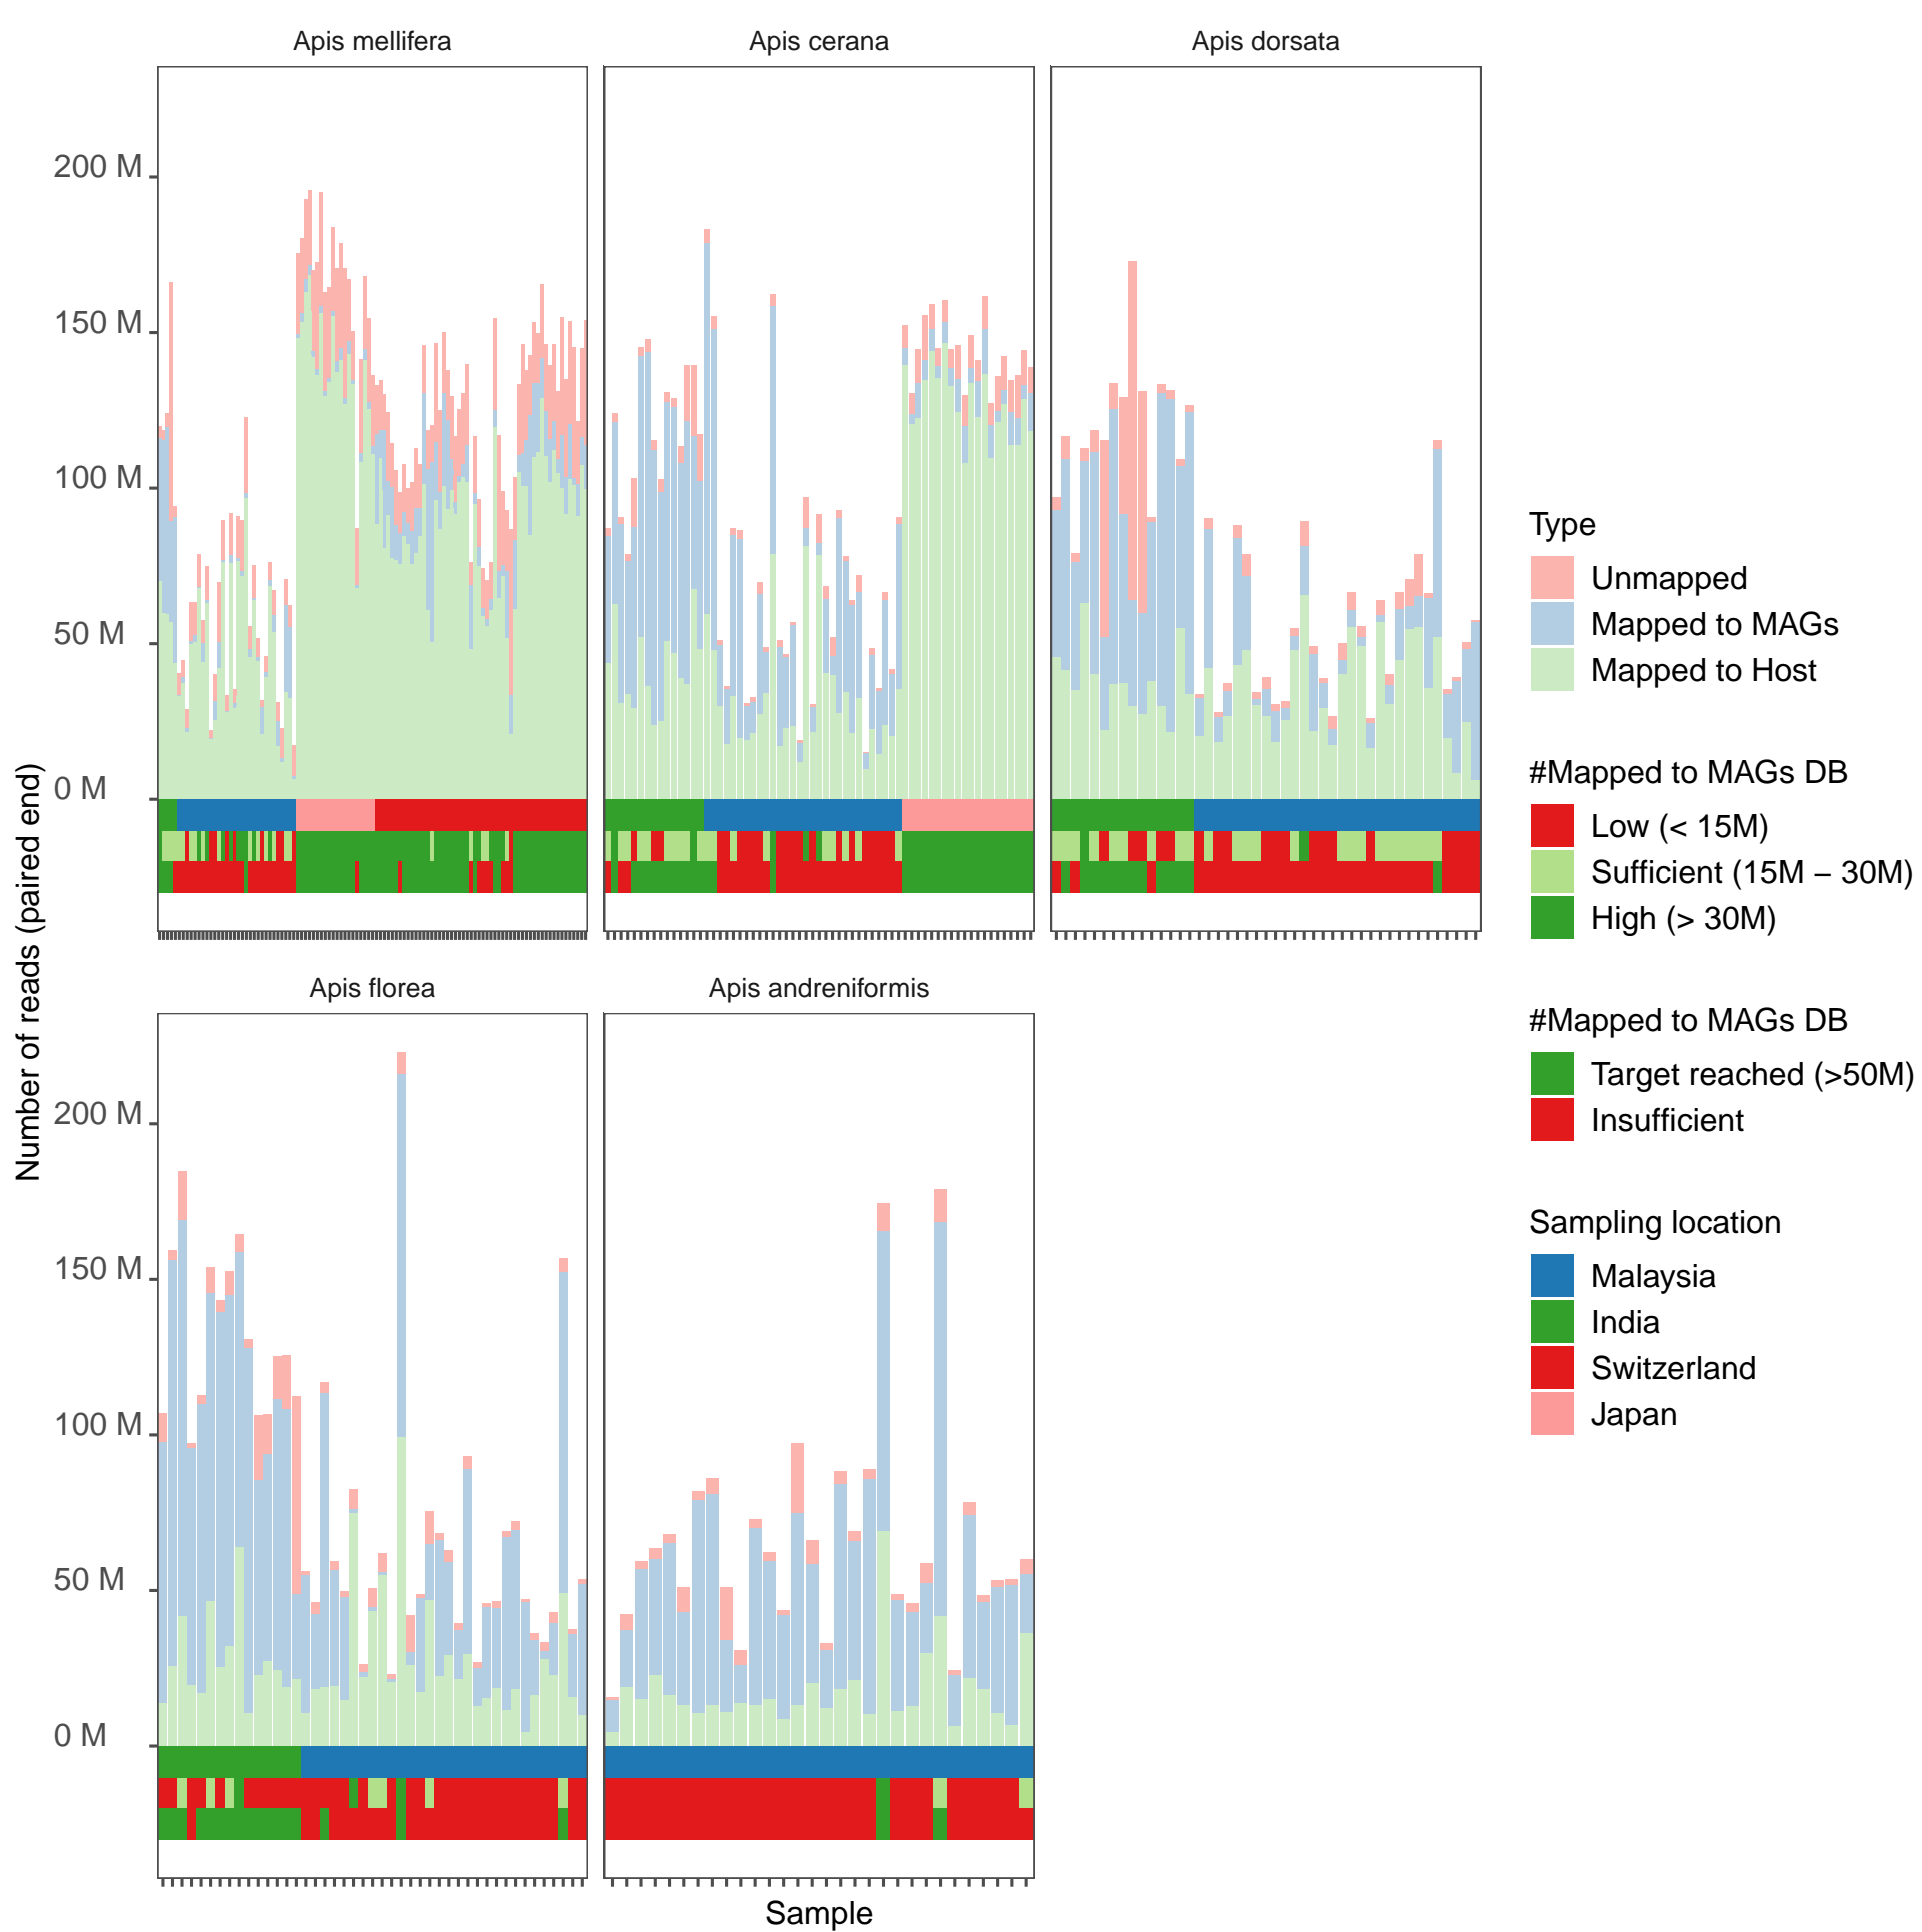 Apis mellifera
Apis cerana
Apis dorsata
200 M
150 M
100 M
50 M
0 M
Number of reads (paired end)
Apis florea
Apis andreniformis
200 M
150 M
100 M
50 M
0 M
Sample
Type
Unmapped
Mapped to MAGs
Mapped to Host
#Mapped to MAGs DB
Low (< 15M)
Sufficient (15M – 30M)
High (> 30M)
#Mapped to MAGs DB
Target reached (>50M)
Insufficient
Sampling location
Malaysia
India
Switzerland
Japan